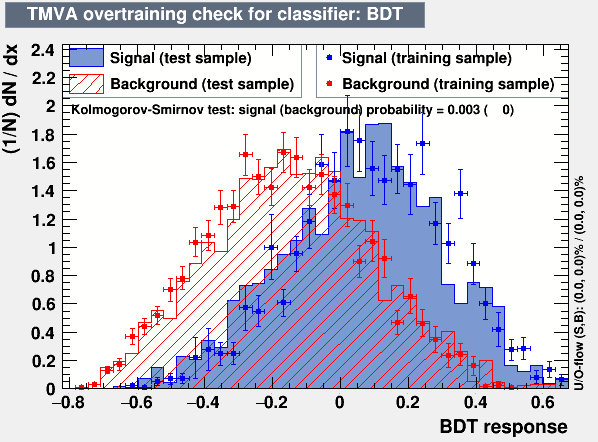 TMVA overtraining check for classifier: BDT
(1/N) dN / dx
2.4
2.2
2
1.8
1.6
1.4
1.2
1
0.8
0.6
0.4
0.2
0
Signal (test sample)
Background (test sample)
Signal (training sample)
Background (training sample)
Kolmogorov-Smirnov test: signal (background) probability = 0.003 (    0)
−0.8 −0.6 −0.4 −0.2 0 0.2 0.4 0.6
BDT response
U/O-flow (S,B): (0.0, 0.0)% / (0.0, 0.0)%